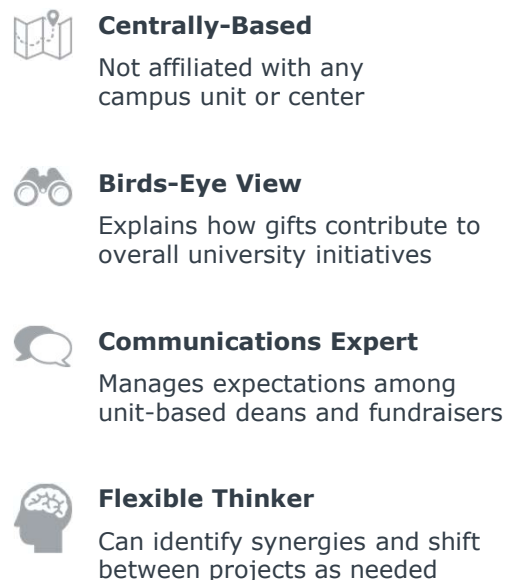 Centrally-Based
Not affiliated with any
campus unit or center
Birds-Eye View
Explains how gifts contribute to
overall university initiatives
Communications Expert
Manages expectations among
unit-based deans and fundraisers
Flexible Thinker
Can identify synergies and shift
between projects as needed